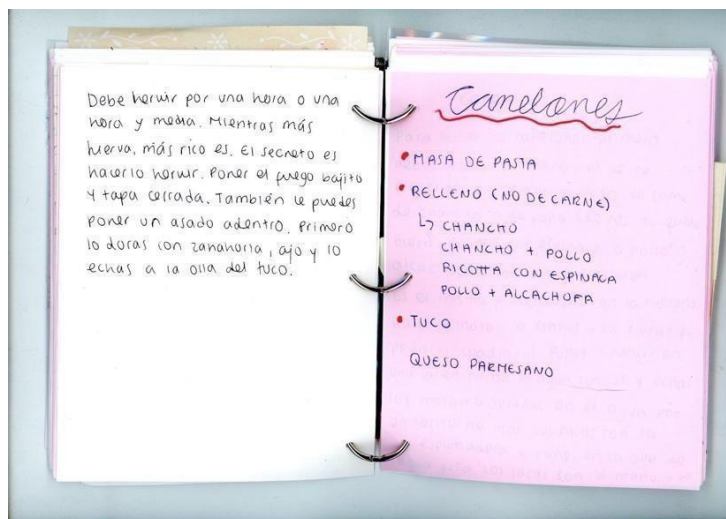 Debe hervir por una hora o una
hora y media. Mientras más
hierva, más rico es. El secreto es
hacerlo hervir. Poner el fuego bajito
y tapa cerrada. También le puedes
poner un asado adentro. Primero
lo doras con zanahoria, ajo y lo
echas a la olla del tuco.
Canelones
• MASA DE PASTA
• RELLENO (NO DE CARNE)
↳ CHANCHO
CHANCHO + POLLO
RICOTTA CON ESPINACA
POLLO + ALCACHOFA
• TUCO
QUESO PARMESANO